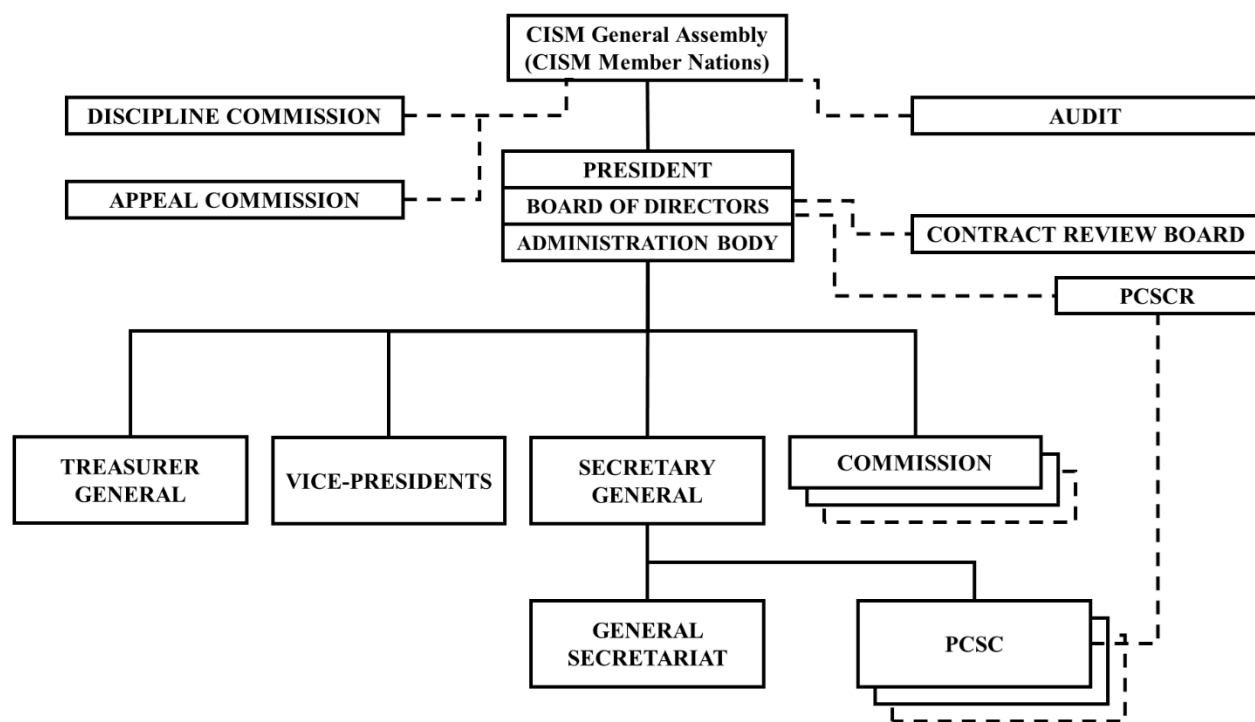 CISM General Assembly
(CISM Member Nations)
DISCIPLINE COMMISSION
AUDIT
PRESIDENT
APPEAL COMMISSION
BOARD OF DIRECTORS
CONTRACT REVIEW BOARD
ADMINISTRATION BODY
PCSCR
TREASURER
GENERAL
VICE-PRESIDENTS
SECRETARY
GENERAL
COMMISSION
GENERAL
SECRETARIAT
PCSC